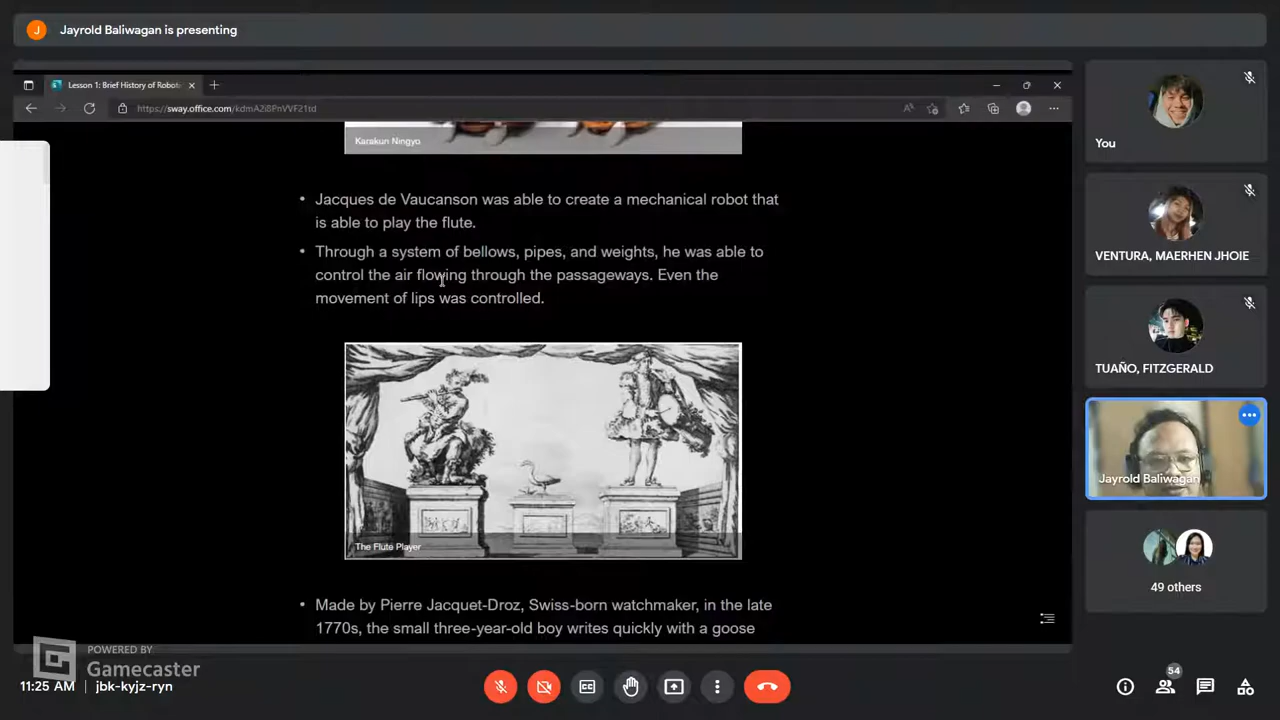 J
Jayrold Baliwagan is presenting
Lesson 1: Brief History of Roboti
https://sway.office.com/kdmA2i8PnVVF21td
Karakun Ningyo
• Jacques de Vaucanson was able to create a mechanical robot that
is able to play the flute.
• Through a system of bellows, pipes, and weights, he was able to
control the air flowing through the passageways. Even the
movement of lips was controlled.
The Flute Player
• Made by Pierre Jacquet-Droz, Swiss-born watchmaker, in the late
1770s, the small three-year-old boy writes quickly with a goose
You
VENTURA, MAERHEN JHOIE
TUAÑO, FITZGERALD
Jayrold Baliwagan
49 others
POWERED BY
Gamecaster
11:25 AM
jbk-kyjz-ryn
CC
54